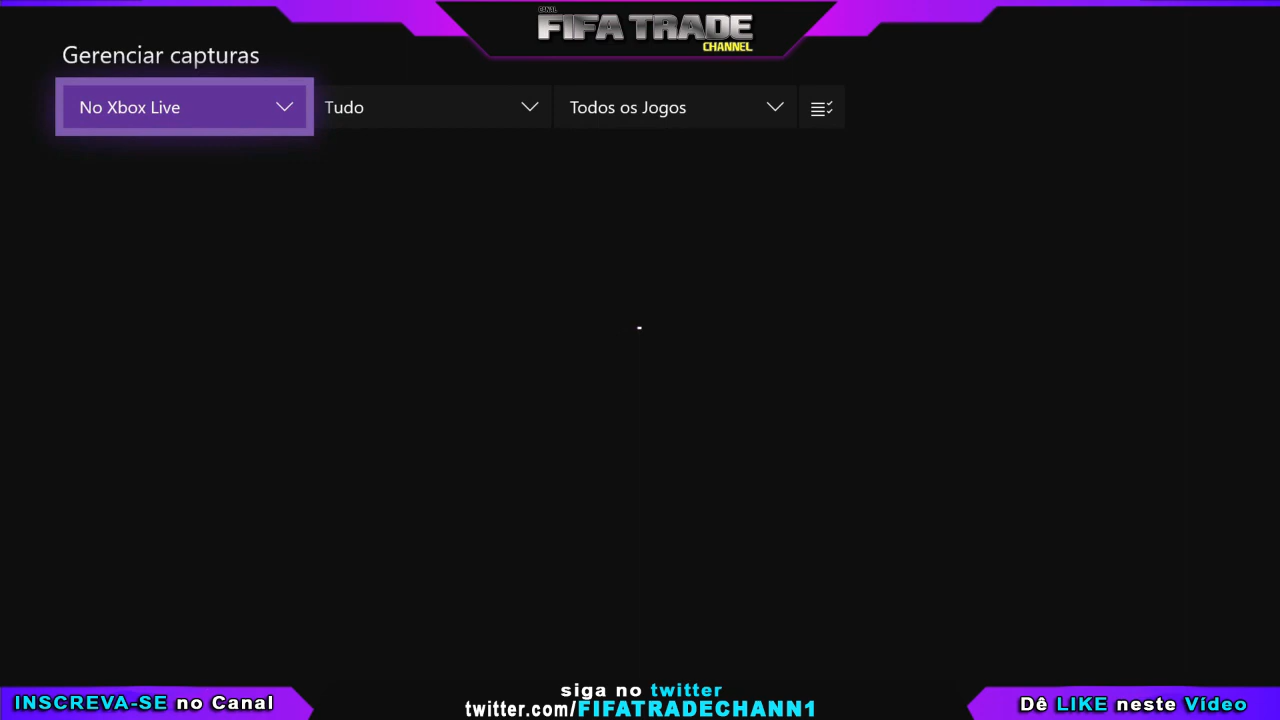 CANAL
FIFA TRADE
CHANNEL
Gerenciar capturas
No Xbox Live
Tudo
Todos os Jogos
INSCREVA-SE no Canal
siga no twitter
twitter.com/FIFATRADECHANN1
Dê LIKE neste Vídeo